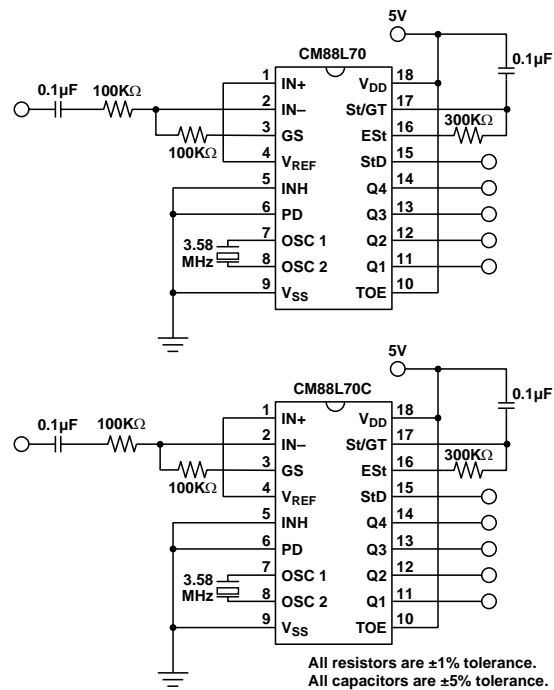 5V
CM88L70
0.1µF
100KΩ
0.1µF
1 IN+ VDD 18
2 IN– St/GT 17
300KΩ
3 GS ESt 16
100KΩ
4 VREF StD 15
5 INH Q4 14
6 PD Q3 13
3.58 MHz
7 OSC 1 Q2 12
8 OSC 2 Q1 11
9 VSS TOE 10
5V
CM88L70C
0.1µF
100KΩ
0.1µF
1 IN+ VDD 18
2 IN– St/GT 17
300KΩ
3 GS ESt 16
100KΩ
4 VREF StD 15
5 INH Q4 14
6 PD Q3 13
3.58 MHz
7 OSC 1 Q2 12
8 OSC 2 Q1 11
9 VSS TOE 10
All resistors are ±1% tolerance.
All capacitors are ±5% tolerance.